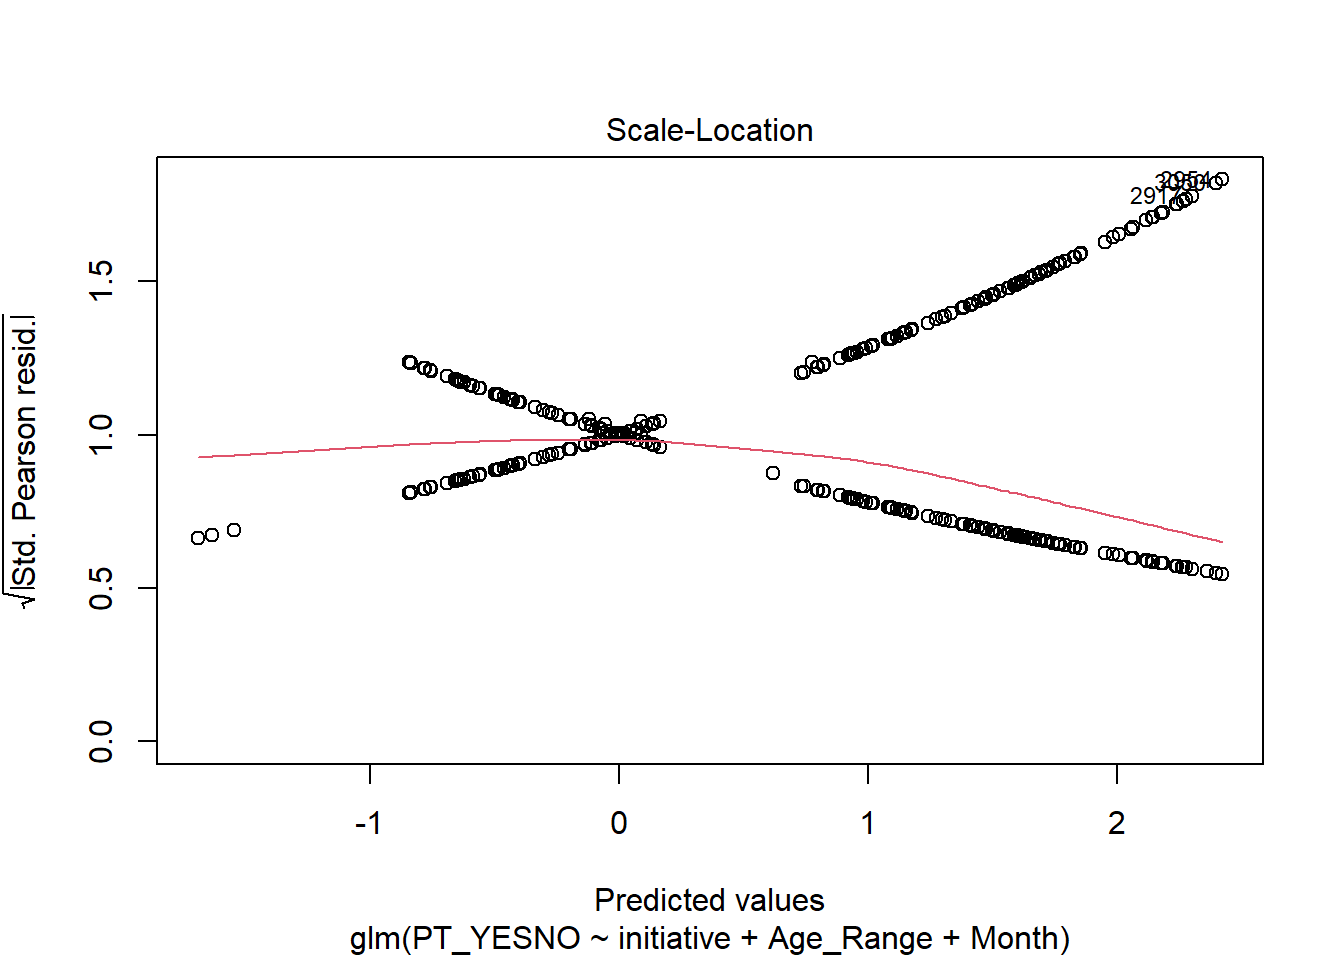 Scale-Location
2954
3050
√|Std. Pearson resid.|
1.5
1.0
0.5
0.0
-1 0 1 2
Predicted values
glm(PT_YESNO ~ initiative + Age_Range + Month)